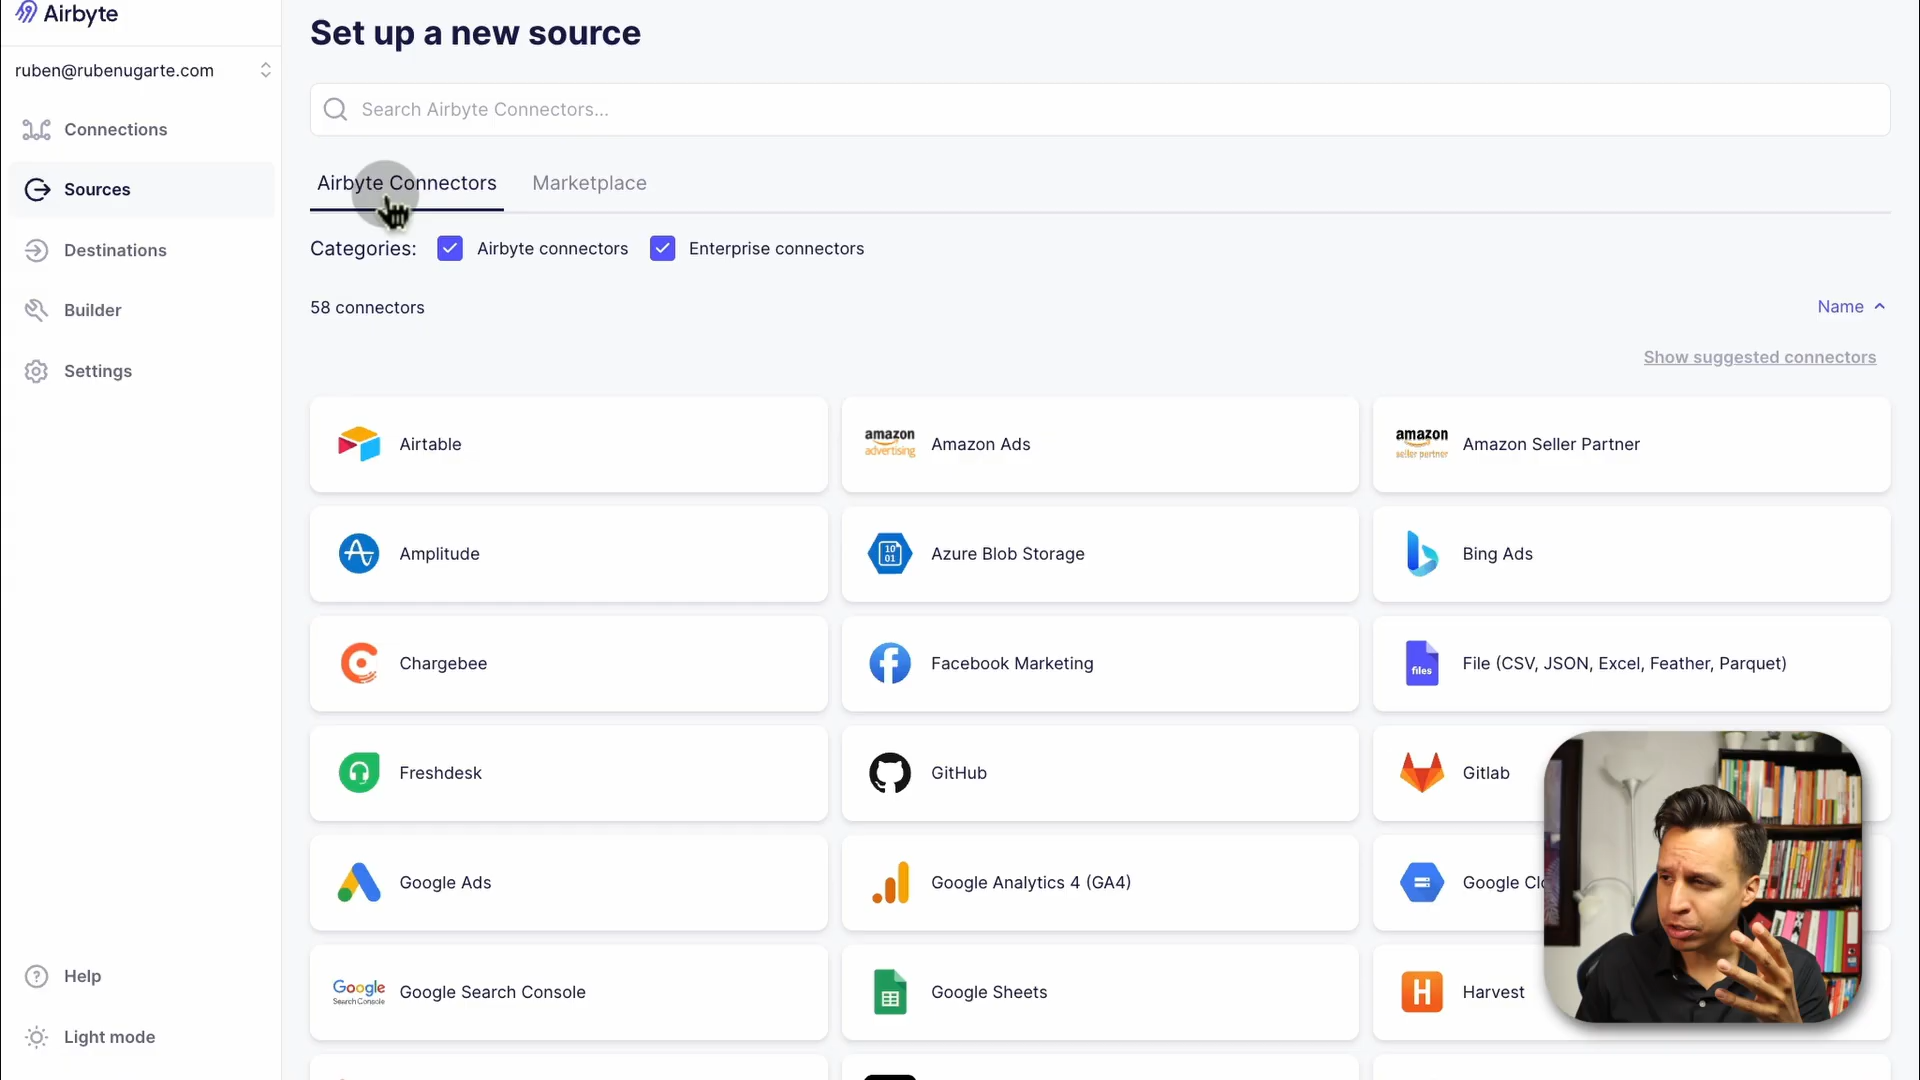 Airbyte
ruben@rubenugarte.com
Connections
Sources
Destinations
Builder
Settings
Help
Light mode
Set up a new source
Search Airbyte Connectors...
Airbyte Connectors
Marketplace
Categories:
Airbyte connectors
Enterprise connectors
58 connectors
Name
Show suggested connectors
Airtable
amazon advertising
Amazon Ads
amazon seller partner
Amazon Seller Partner
Amplitude
10 01
Azure Blob Storage
Bing Ads
Chargebee
Facebook Marketing
files
File (CSV, JSON, Excel, Feather, Parquet)
Freshdesk
GitHub
Gitlab
Google Ads
Google Analytics 4 (GA4)
Google
Google Search Console
Google Search Console
Google Sheets
H
Harvest